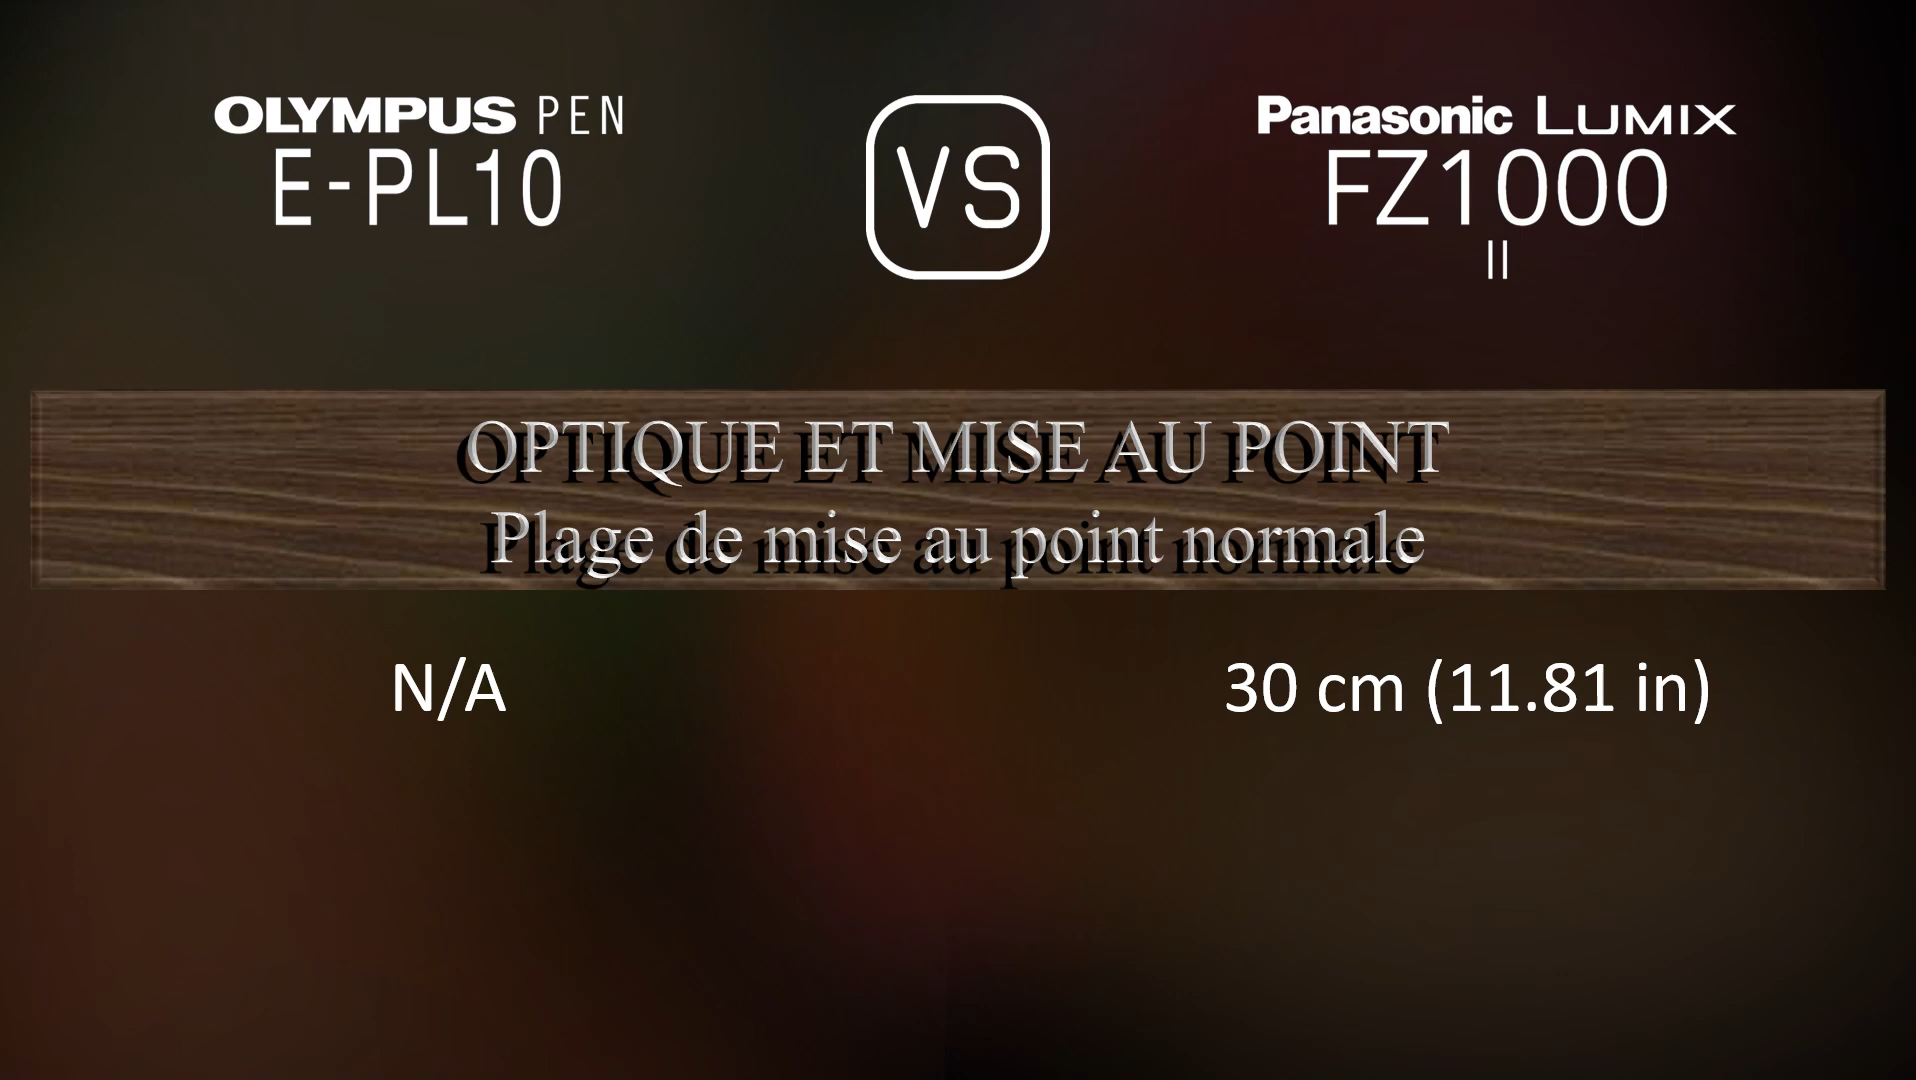 OLYMPUS PEN
E-PL10
VS
Panasonic LUMIX
FZ1000
II
OPTIQUE ET MISE AU POINT
Plage de mise au point normale
N/A
30 cm (11.81 in)